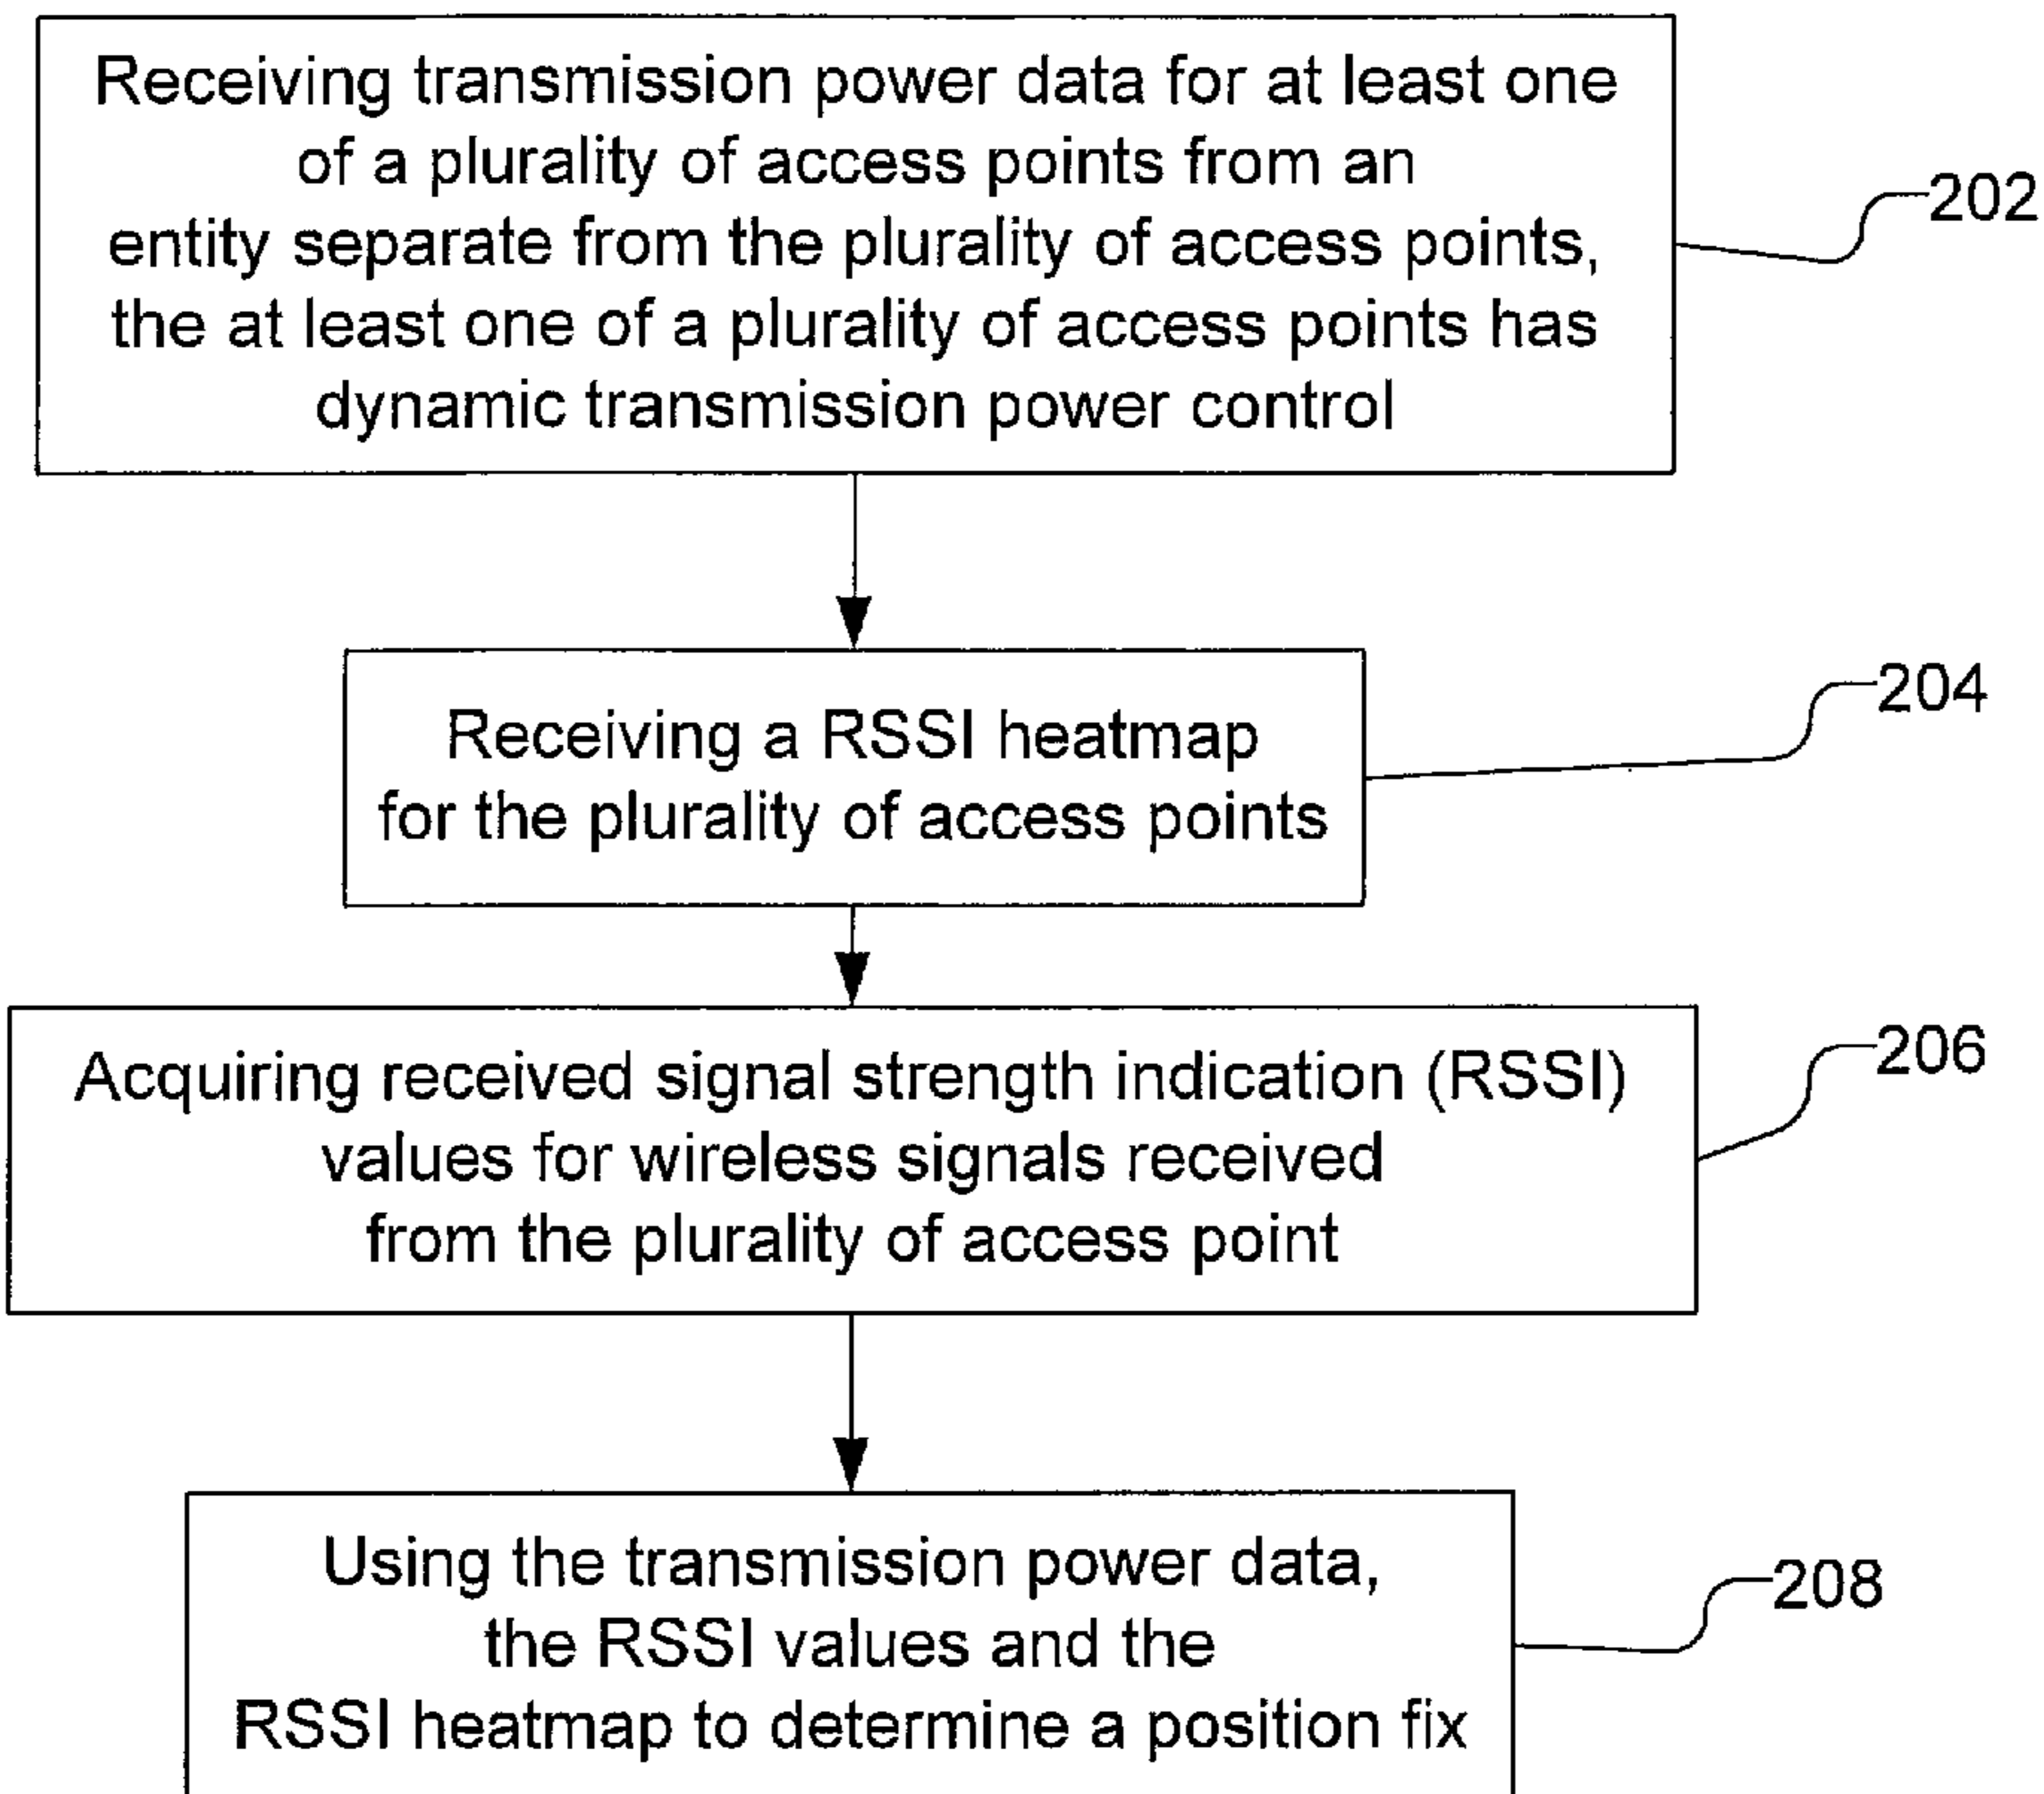 Receiving transmission power data for at least one
of a plurality of access points from an
entity separate from the plurality of access points,
the at least one of a plurality of access points has
dynamic transmission power control
202
Receiving a RSSI heatmap
for the plurality of access points
204
Acquiring received signal strength indication (RSSI)
values for wireless signals received
from the plurality of access point
206
Using the transmission power data,
the RSSI values and the
RSSI heatmap to determine a position fix
208